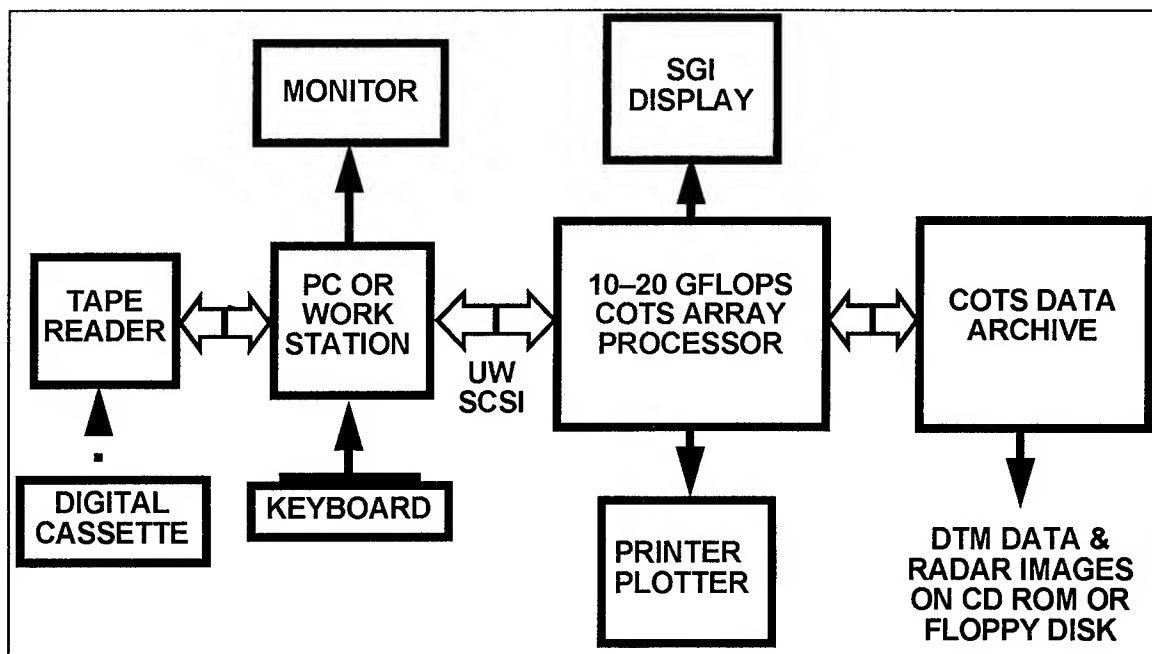 MONITOR
SGI
DISPLAY
TAPE
READER
PC OR
WORK
STATION
UW
SCSI
10–20 GFLOPS
COTS ARRAY
PROCESSOR
COTS DATA
ARCHIVE
DIGITAL
CASSETTE
KEYBOARD
PRINTER
PLOTTER
DTM DATA &
RADAR IMAGES
ON CD ROM OR
FLOPPY DISK